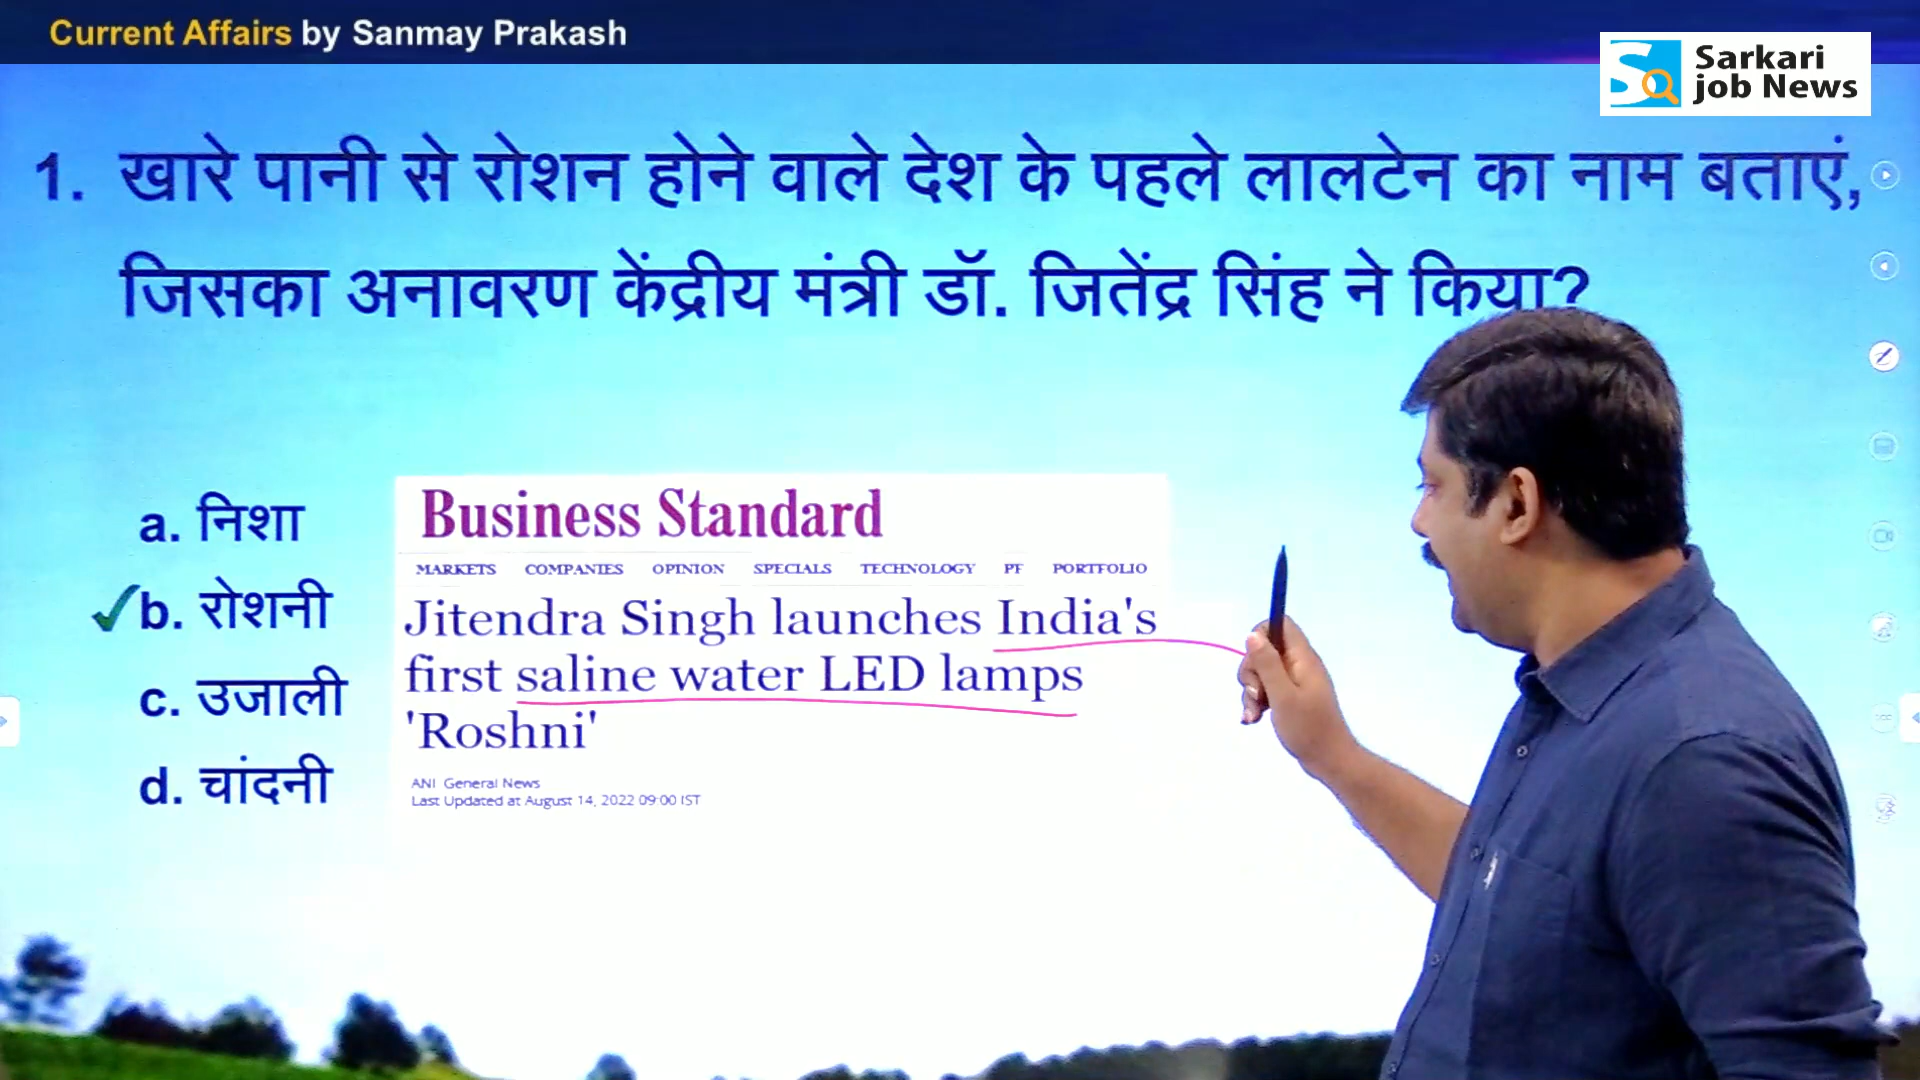 Current Affairs by Sanmay Prakash
Sarkari
job News
1. खारे पानी से रोशन होने वाले देश के पहले लालटेन का नाम बताएं,
जिसका अनावरण केंद्रीय मंत्री डॉ. जितेंद्र सिंह ने किया?
a. निशा
b. रोशनी
c. उजाली
d. चांदनी
Business Standard
MARKETS COMPANIES OPINION SPECIALS TECHNOLOGY PF PORTFOLIO
Jitendra Singh launches India's
first saline water LED lamps
'Roshni'
ANI General News
Last Updated at August 14, 2022 09:00 IST